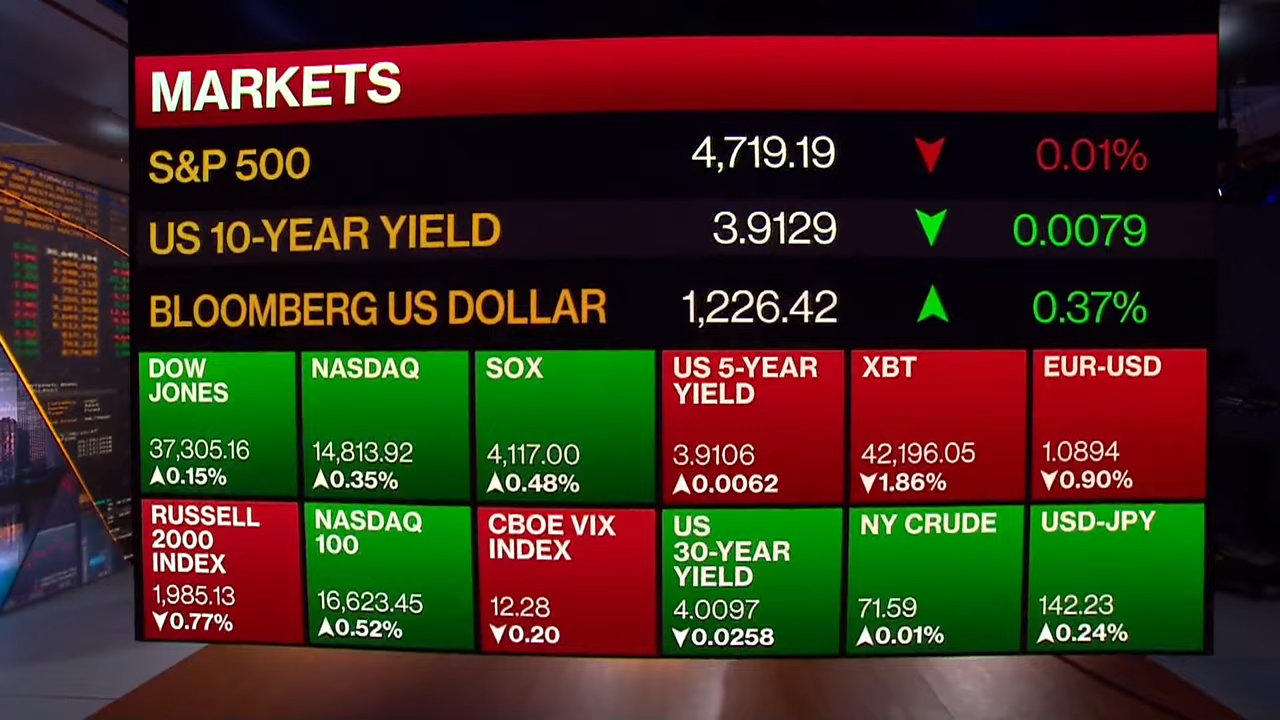 MARKETS
S&P 500 4,719.19 ▼ 0.01%
US 10-YEAR YIELD 3.9129 ▼ 0.0079
BLOOMBERG US DOLLAR 1,226.42 ▲ 0.37%
DOW
JONES
37,305.16
▲0.15%
NASDAQ
14,813.92
▲0.35%
SOX
4,117.00
▲0.48%
US 5-YEAR
YIELD
3.9106
▲0.0062
XBT
42,196.05
▼1.86%
EUR-USD
1.0894
▼0.90%
RUSSELL
2000
INDEX
1,985.13
▼0.77%
NASDAQ
100
16,623.45
▲0.52%
CBOE VIX
INDEX
12.28
▼0.20
US
30-YEAR
YIELD
4.0097
▼0.0258
NY CRUDE
71.59
▲0.01%
USD-JPY
142.23
▲0.24%